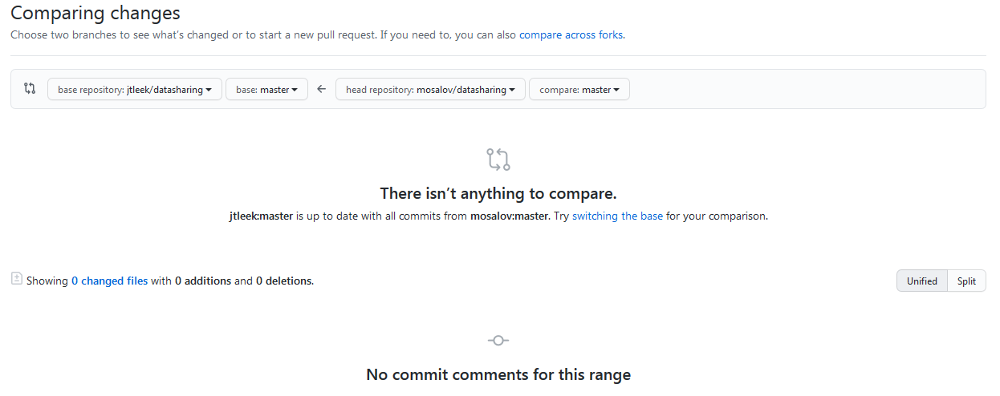 Comparing changes
Choose two branches to see what's changed or to start a new pull request. If you need to, you can also compare across forks.
base repository: jtleek/datasharing base: master head repository: mosalov/datasharing compare: master
There isn’t anything to compare.
jtleek:master is up to date with all commits from mosalov:master. Try switching the base for your comparison.
Showing 0 changed files with 0 additions and 0 deletions. Unified Split
No commit comments for this range